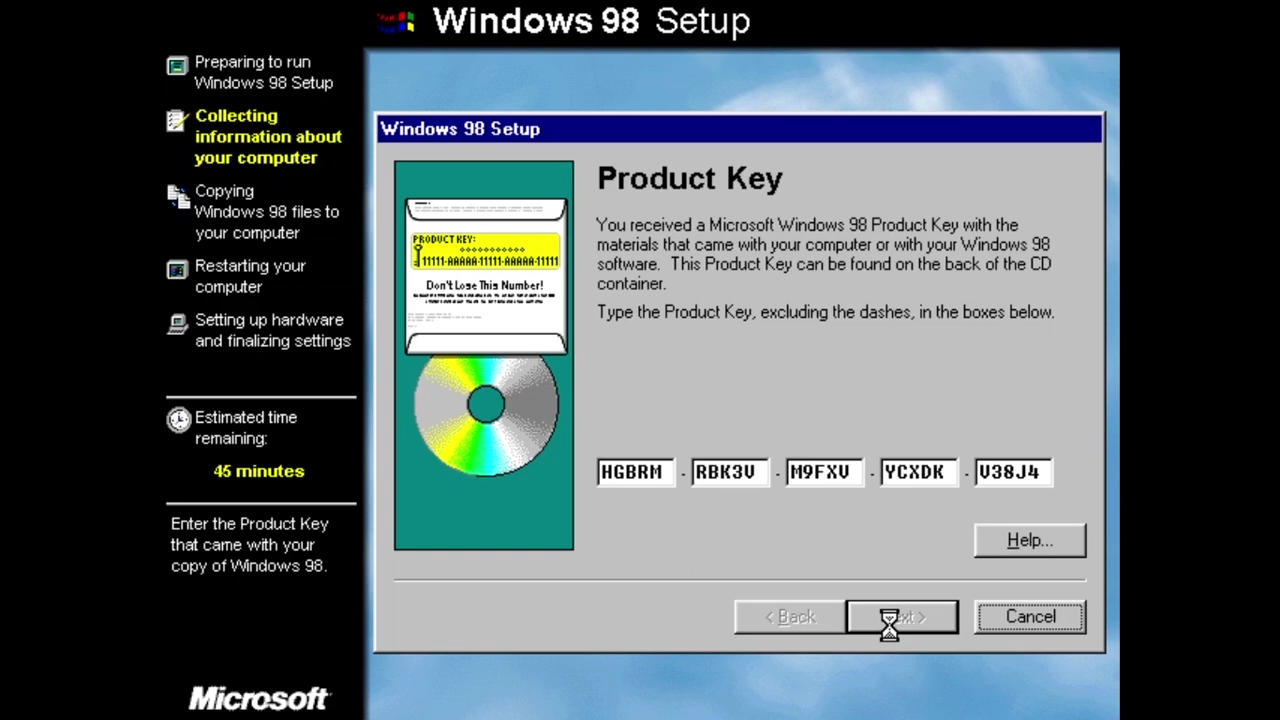 Windows 98 Setup
Preparing to run
Windows 98 Setup
Collecting
information about
your computer
Copying
Windows 98 files to
your computer
Restarting your
computer
Setting up hardware
and finalizing settings
Estimated time
remaining:
45 minutes
Enter the Product Key
that came with your
copy of Windows 98.
Microsoft
Windows 98 Setup
PRODUCT KEY:
11111-AAAAA-11111-AAAAA-11111
Don't Lose This Number!
Product Key
You received a Microsoft Windows 98 Product Key with the
materials that came with your computer or with your Windows 98
software. This Product Key can be found on the back of the CD
container.
Type the Product Key, excluding the dashes, in the boxes below.
HGBRM - RBK3V - M9FXV - YCXDK - V38J4
Help...
< Back
Cancel